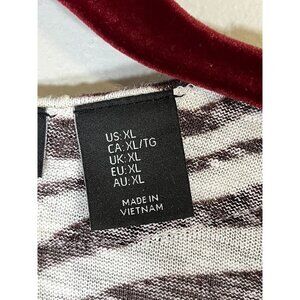 US:XL
CA:XL/TG
UK:XL
EU:XL
AU:XL
MADE IN
VIETNAM